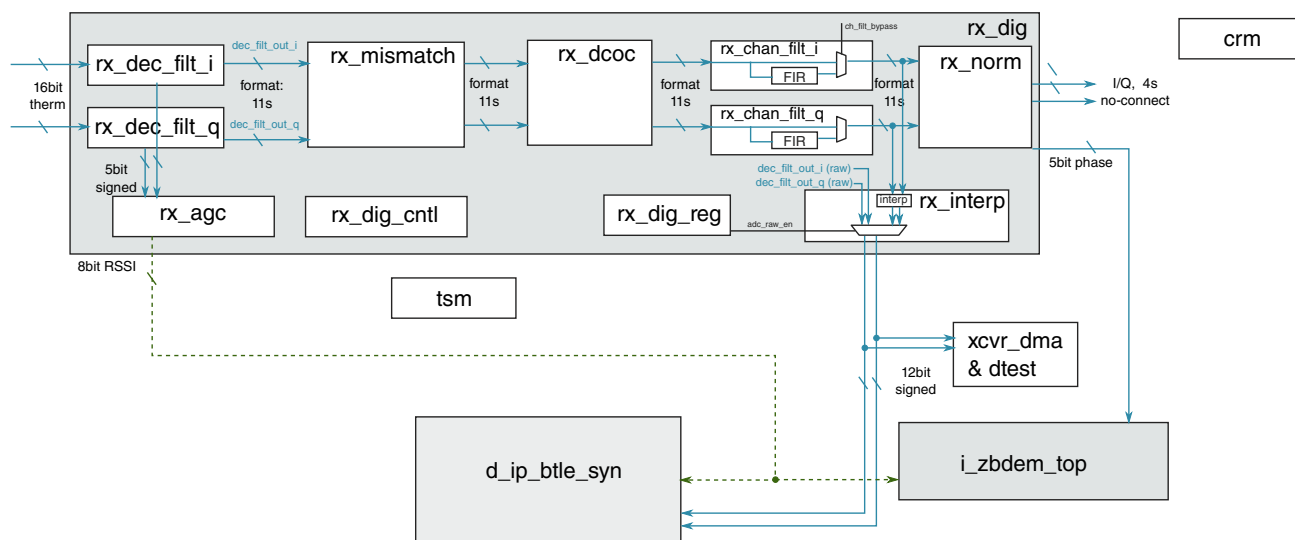 rx_dig
crm
ch_filt_bypass
dec_filt_out_i
rx_dec_filt_i
rx_mismatch
rx_dcoc
rx_chan_filt_i
rx_norm
FIR
16bit
therm
format:
11s
format
11s
format
11s
format
11s
I/Q, 4s
no-connect
rx_dec_filt_q
dec_filt_out_q
rx_chan_filt_q
FIR
5bit
signed
5bit phase
dec_filt_out_i (raw)
dec_filt_out_q (raw)
rx_agc
rx_dig_cntl
rx_dig_reg
adc_raw_en
interp
rx_interp
8bit RSSI
tsm
xcvr_dma
& dtest
12bit
signed
d_ip_btle_syn
i_zbdem_top